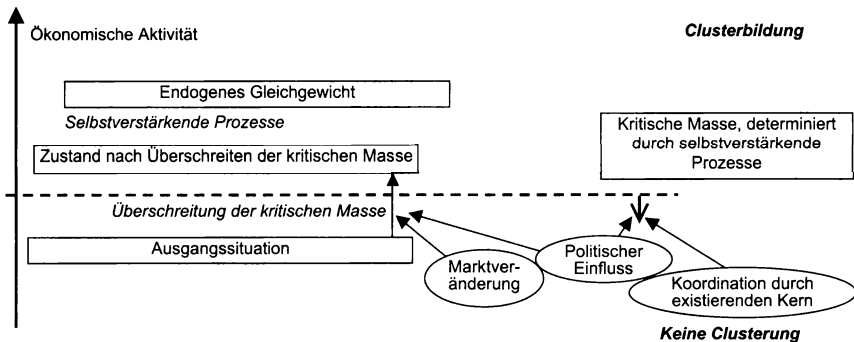 Ökonomische Aktivität
Clusterbildung
Endogenes Gleichgewicht
Selbstverstärkende Prozesse
Kritische Masse, determiniert
durch selbstverstärkende
Prozesse
Zustand nach Überschreiten der kritischen Masse
Überschreitung der kritischen Masse
Ausgangssituation
Marktver-
änderung
Politischer
Einfluss
Koordination durch
existierenden Kern
Keine Clusterung